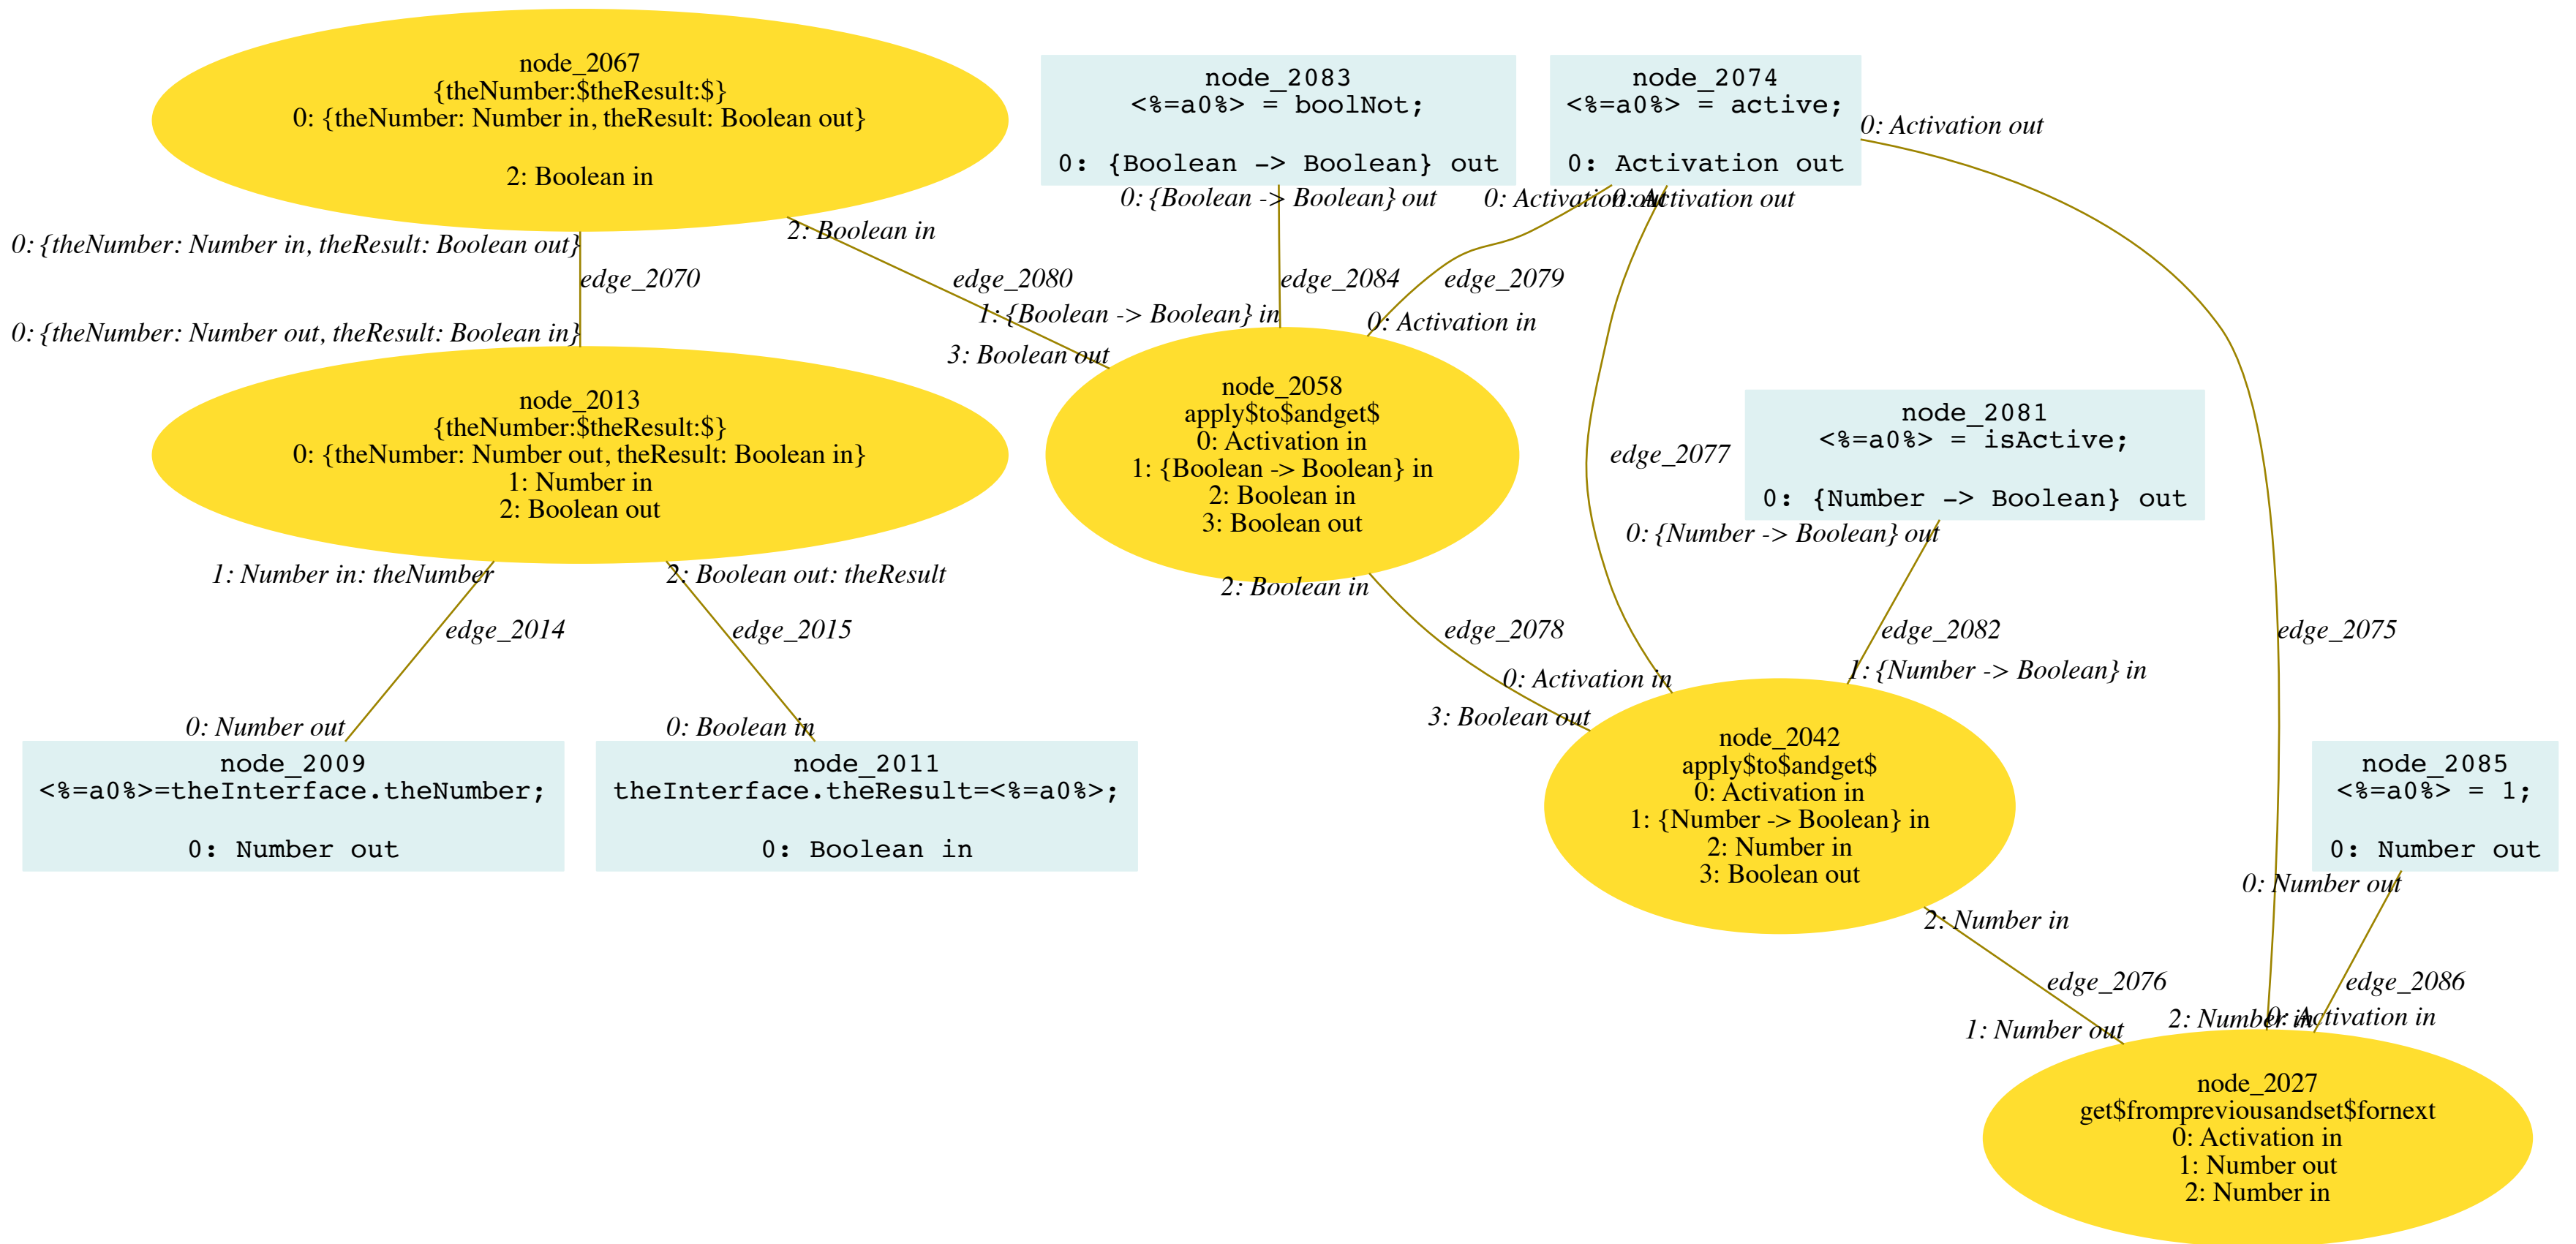 node_2067
{theNumber:$theResult:$}
0: {theNumber: Number in, theResult: Boolean out}
2: Boolean in
node_2083
<%=a0%> = boolNot;
0: {Boolean -> Boolean} out
node_2074
<%=a0%> = active;
0: Activation out
0: Activation out
0: {Boolean -> Boolean} out
0: Activation out
0: Activation out
0: {theNumber: Number in, theResult: Boolean out}
2: Boolean in
edge_2070
edge_2080
edge_2084
edge_2079
0: {theNumber: Number out, theResult: Boolean in}
1: {Boolean -> Boolean} in
0: Activation in
3: Boolean out
node_2013
{theNumber:$theResult:$}
0: {theNumber: Number out, theResult: Boolean in}
1: Number in
2: Boolean out
node_2058
apply$to$andget$
0: Activation in
1: {Boolean -> Boolean} in
2: Boolean in
3: Boolean out
edge_2077
node_2081
<%=a0%> = isActive;
0: {Number -> Boolean} out
0: {Number -> Boolean} out
1: Number in: theNumber
2: Boolean out: theResult
2: Boolean in
edge_2014
edge_2015
edge_2078
edge_2082
edge_2075
0: Activation in
1: {Number -> Boolean} in
0: Number out
0: Boolean in
3: Boolean out
node_2009
<%=a0%>=theInterface.theNumber;
0: Number out
node_2011
theInterface.theResult=<%=a0%>;
0: Boolean in
node_2042
apply$to$andget$
0: Activation in
1: {Number -> Boolean} in
2: Number in
3: Boolean out
node_2085
<%=a0%> = 1;
0: Number out
0: Number out
2: Number in
edge_2076
edge_2086
1: Number out
2: Number in
0: Activation in
node_2027
get$frompreviousandset$fornext
0: Activation in
1: Number out
2: Number in